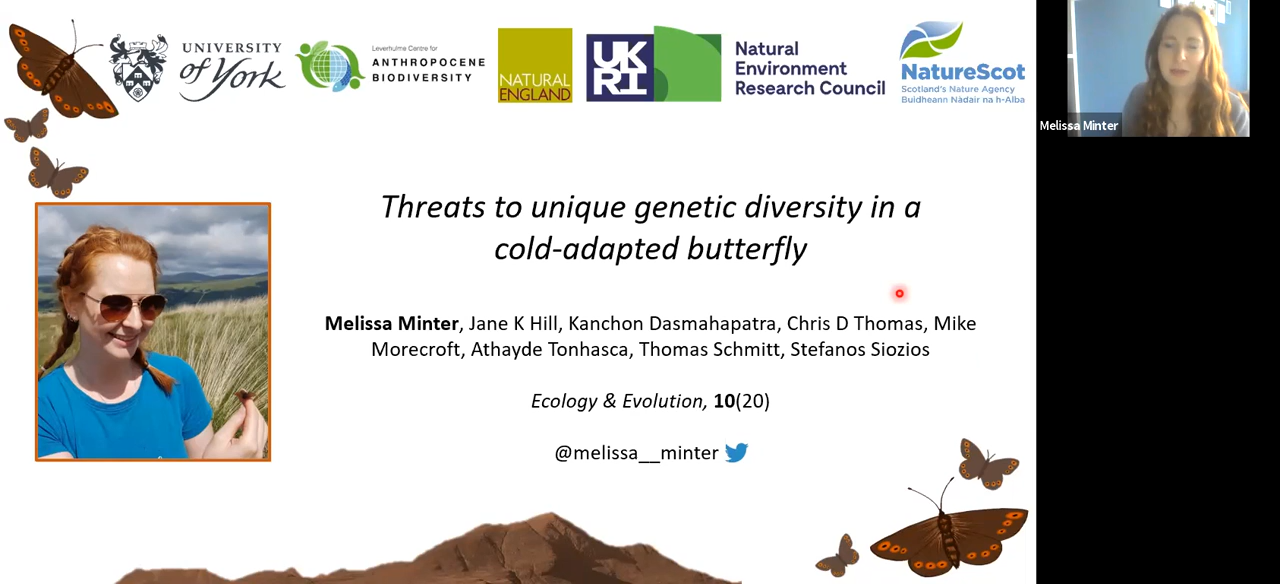 UNIVERSITY
of York
Leverhulme Centre for
ANTHROPOCENE
BIODIVERSITY
NATURAL
ENGLAND
UK
RI
Natural
Environment
Research Council
NatureScot
Scotland's Nature Agency
Buidheann Nàdair na h-Alba
Melissa Minter
Threats to unique genetic diversity in a
cold-adapted butterfly
Melissa Minter, Jane K Hill, Kanchon Dasmahapatra, Chris D Thomas, Mike
Morecroft, Athayde Tonhasca, Thomas Schmitt, Stefanos Siozios
Ecology & Evolution, 10(20)
@melissa__minter